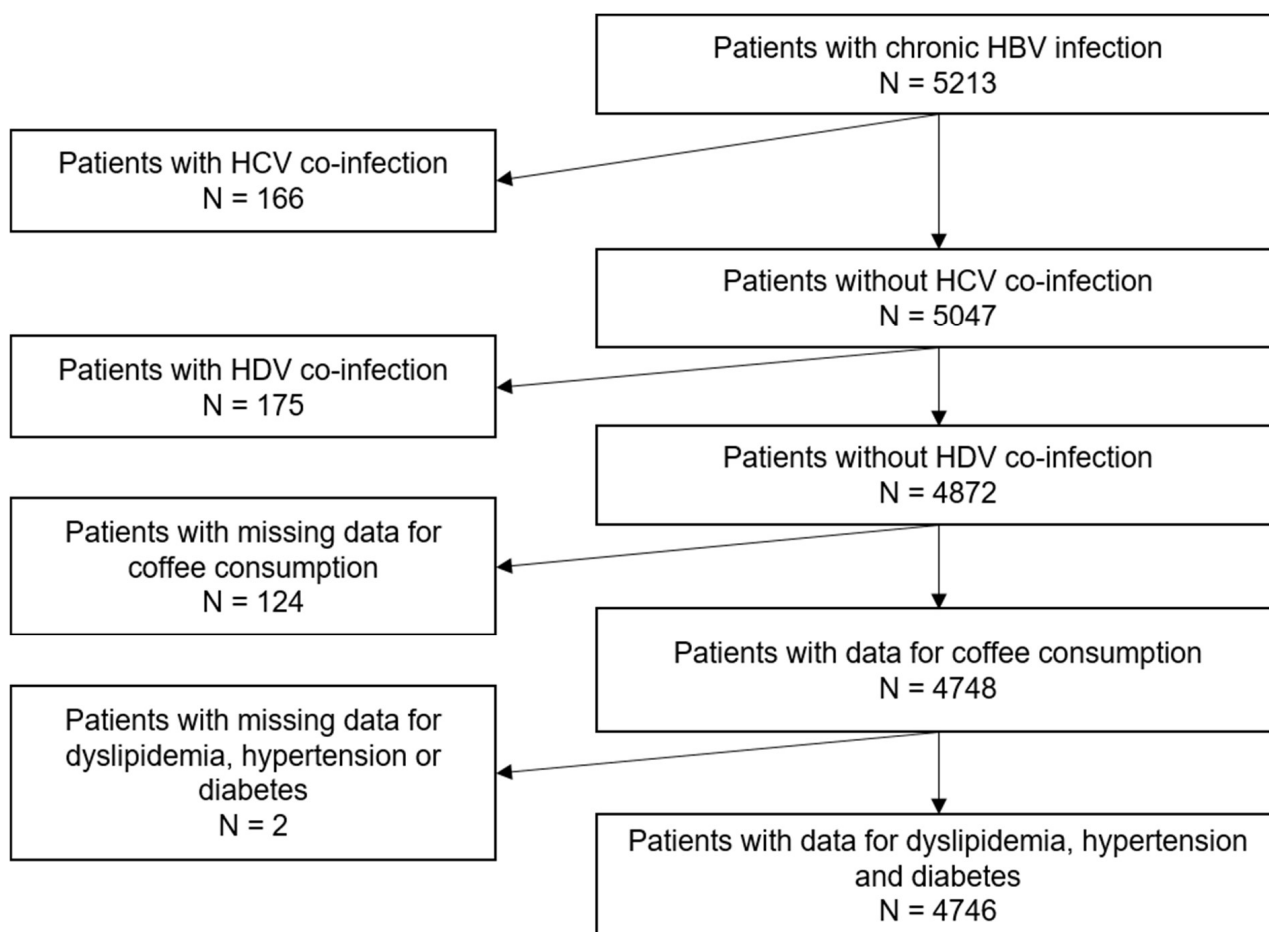 Patients with chronic HBV infection
N = 5213
Patients with HCV co-infection
N = 166
Patients without HCV co-infection
N = 5047
Patients with HDV co-infection
N = 175
Patients without HDV co-infection
N = 4872
Patients with missing data for
coffee consumption
N = 124
Patients with data for coffee consumption
N = 4748
Patients with missing data for
dyslipidemia, hypertension or
diabetes
N = 2
Patients with data for dyslipidemia, hypertension
and diabetes
N = 4746